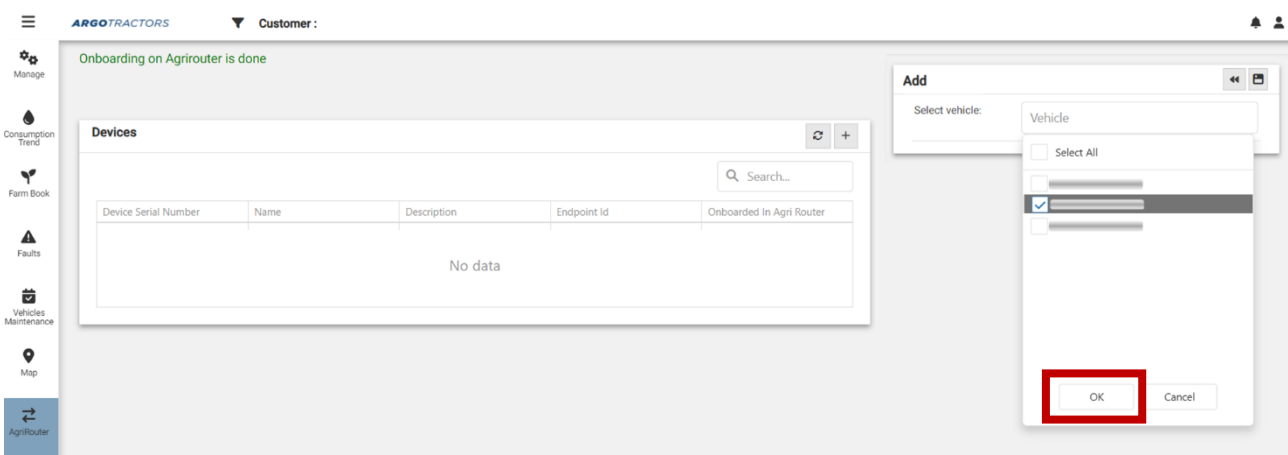 ARGOTRACTORS
Customer :
Manage
Consumption
Trend
Farm Book
Faults
Vehicles
Maintenance
Map
AgriRouter
Onboarding on Agrirouter is done
Devices
Search...
Device Serial Number Name Description Endpoint Id Onboarded In Agri Router
No data
Add
Select vehicle:
Vehicle
Select All
OK Cancel